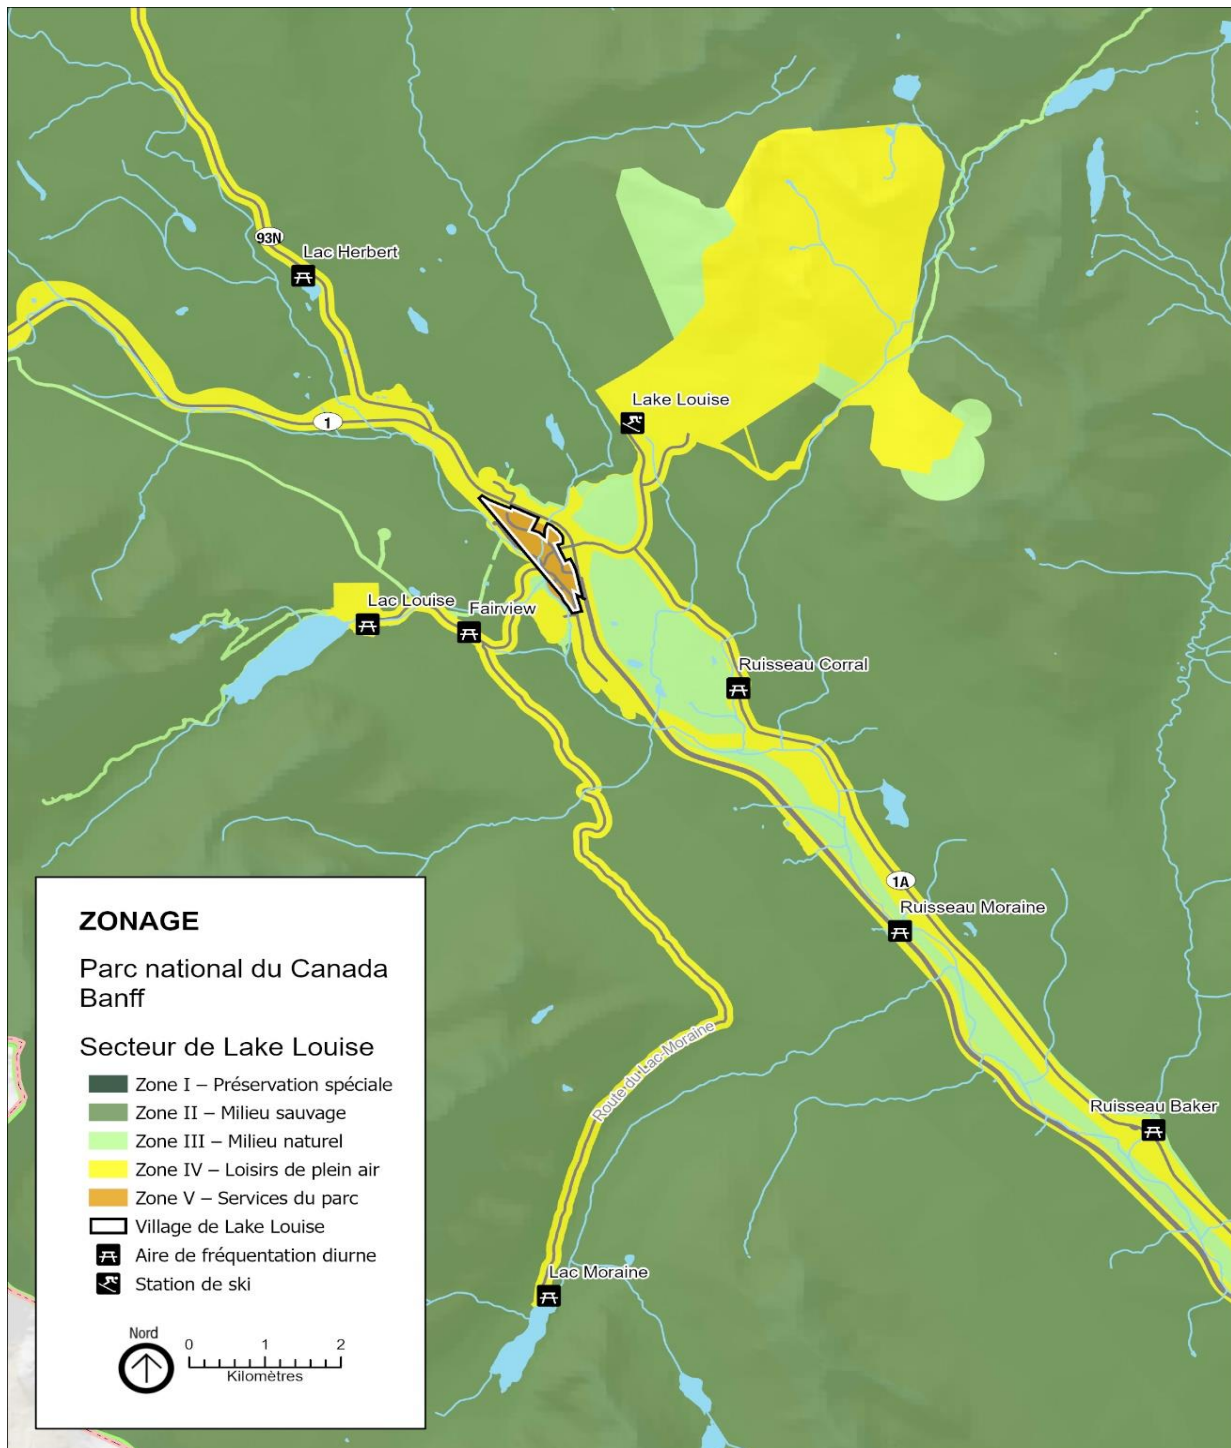 93N
Lac Herbert
1
Lake Louise
Lac Louise
Fairview
Ruisseau Corral
1A
Ruisseau Moraine
Route du Lac-Moraine
Ruisseau Baker
Lac Moraine
ZONAGE
Parc national du Canada
Banff
Secteur de Lake Louise
Zone I – Préservation spéciale
Zone II – Milieu sauvage
Zone III – Milieu naturel
Zone IV – Loisirs de plein air
Zone V – Services du parc
Village de Lake Louise
Aire de fréquentation diurne
Station de ski
Nord
0 1 2
Kilomètres